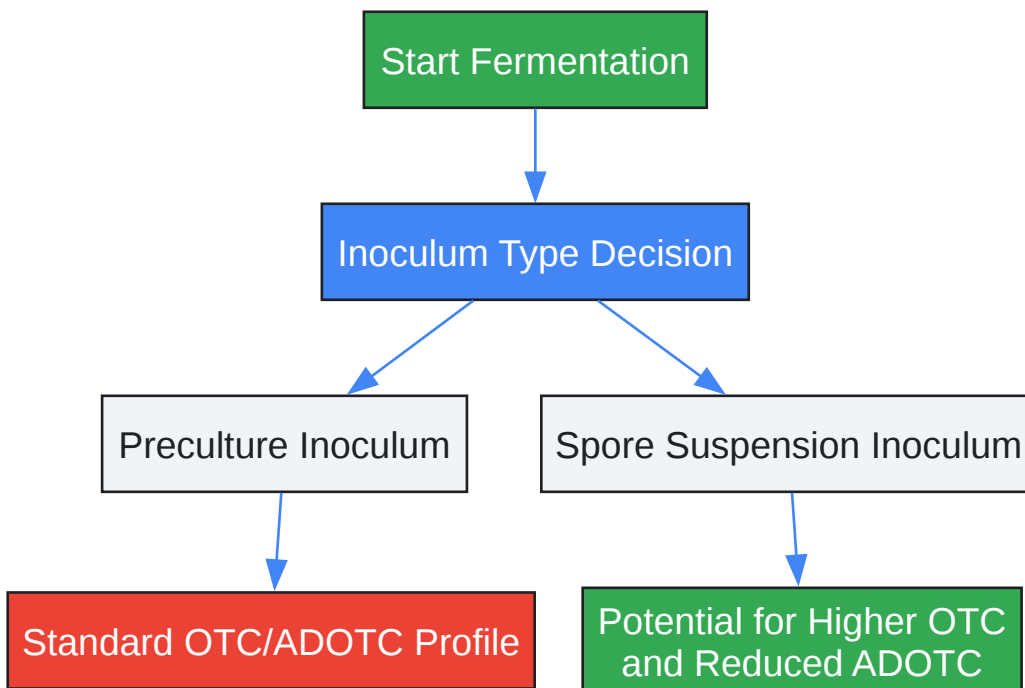 Start Fermentation
Inoculum Type Decision
Preculture Inoculum
Spore Suspension Inoculum
Standard OTC/ADOTC Profile
Potential for Higher OTC
and Reduced ADOTC